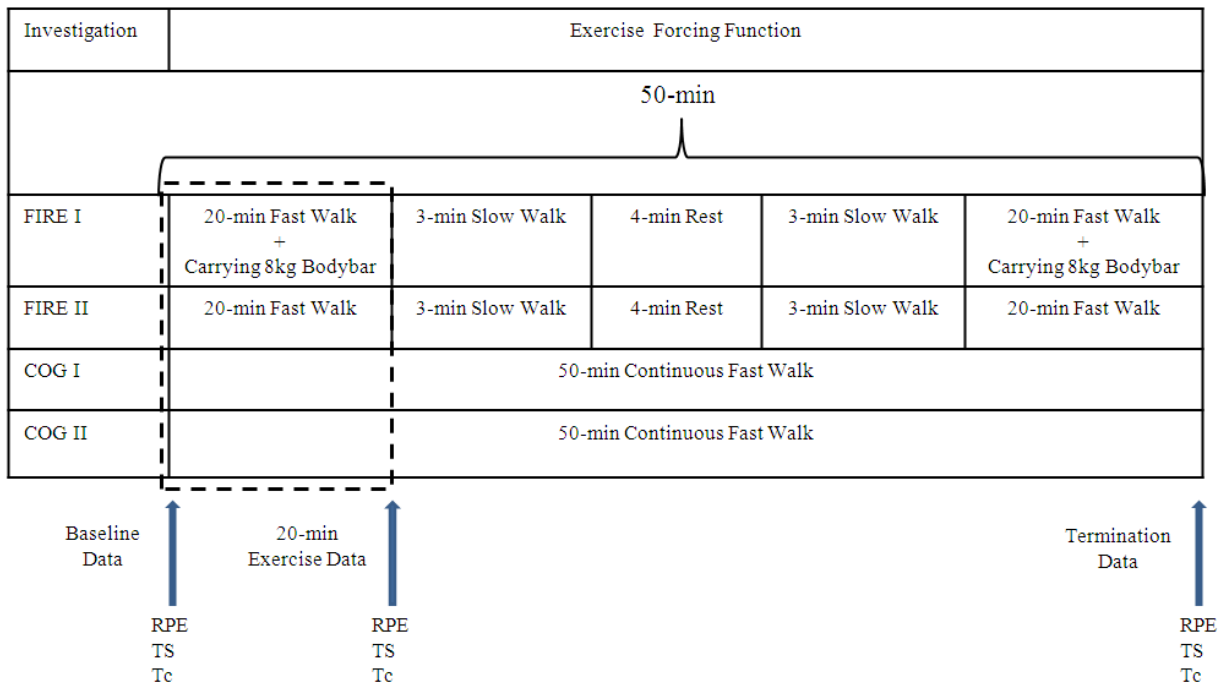 Investigation
Exercise Forcing Function
50-min
FIRE I
20-min Fast Walk
+
Carrying 8kg Bodybar
3-min Slow Walk
4-min Rest
3-min Slow Walk
20-min Fast Walk
+
Carrying 8kg Bodybar
FIRE II
20-min Fast Walk
3-min Slow Walk
4-min Rest
3-min Slow Walk
20-min Fast Walk
COG I
50-min Continuous Fast Walk
COG II
50-min Continuous Fast Walk
Baseline
Data
20-min
Exercise Data
Termination
Data
RPE
TS
Tc
RPE
TS
Tc
RPE
TS
Tc